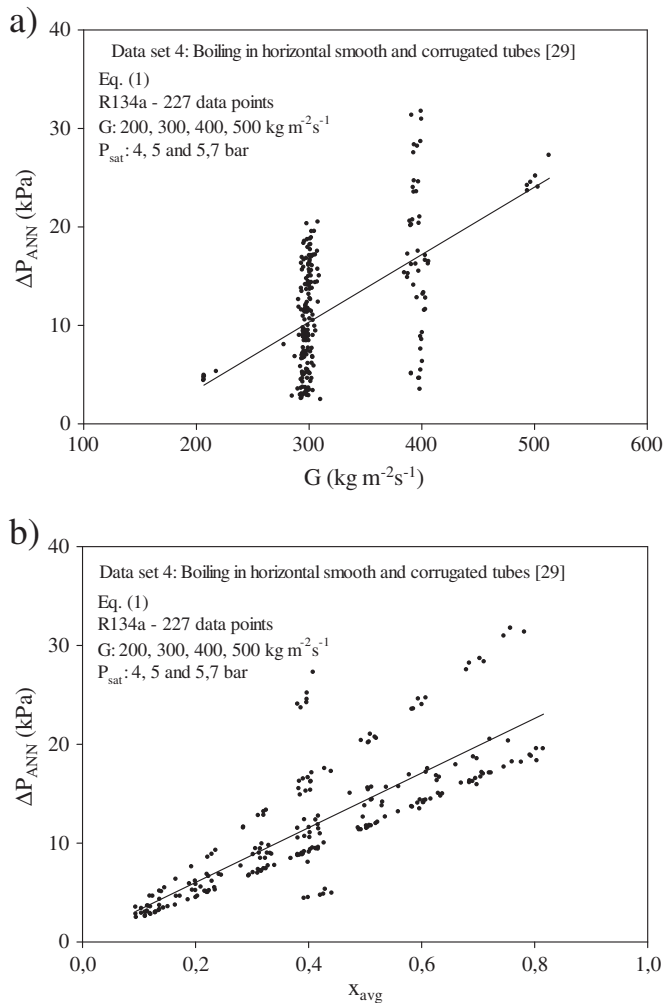 a)
Data set 4: Boiling in horizontal smooth and corrugated tubes [29]
Eq. (1)
R134a - 227 data points
G: 200, 300, 400, 500 kg m⁻²s⁻¹
P_sat: 4, 5 and 5,7 bar
40
30
20
10
0
ΔP_ANN (kPa)
100 200 300 400 500 600
G (kg m⁻²s⁻¹)
b)
Data set 4: Boiling in horizontal smooth and corrugated tubes [29]
Eq. (1)
R134a - 227 data points
G: 200, 300, 400, 500 kg m⁻²s⁻¹
P_sat: 4, 5 and 5,7 bar
40
30
20
10
0
ΔP_ANN (kPa)
0,0 0,2 0,4 0,6 0,8 1,0
x_avg